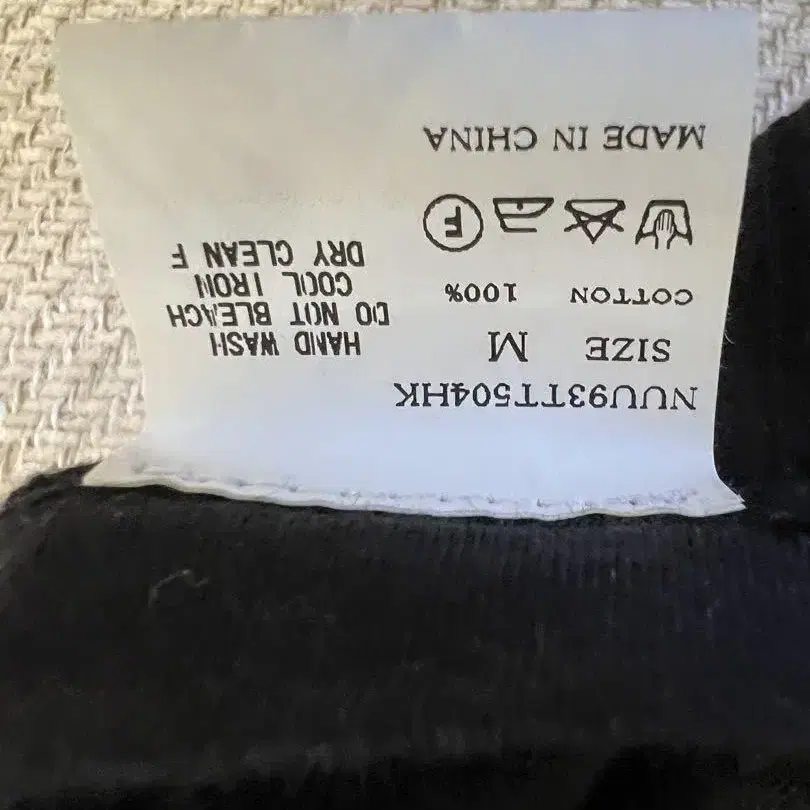 NUU93TT504HK
SIZE M
COTTON 100%
F
MADE IN CHINA
HAND WASH
DO NOT BLEACH
COOL IRON
DRY CLEAN F